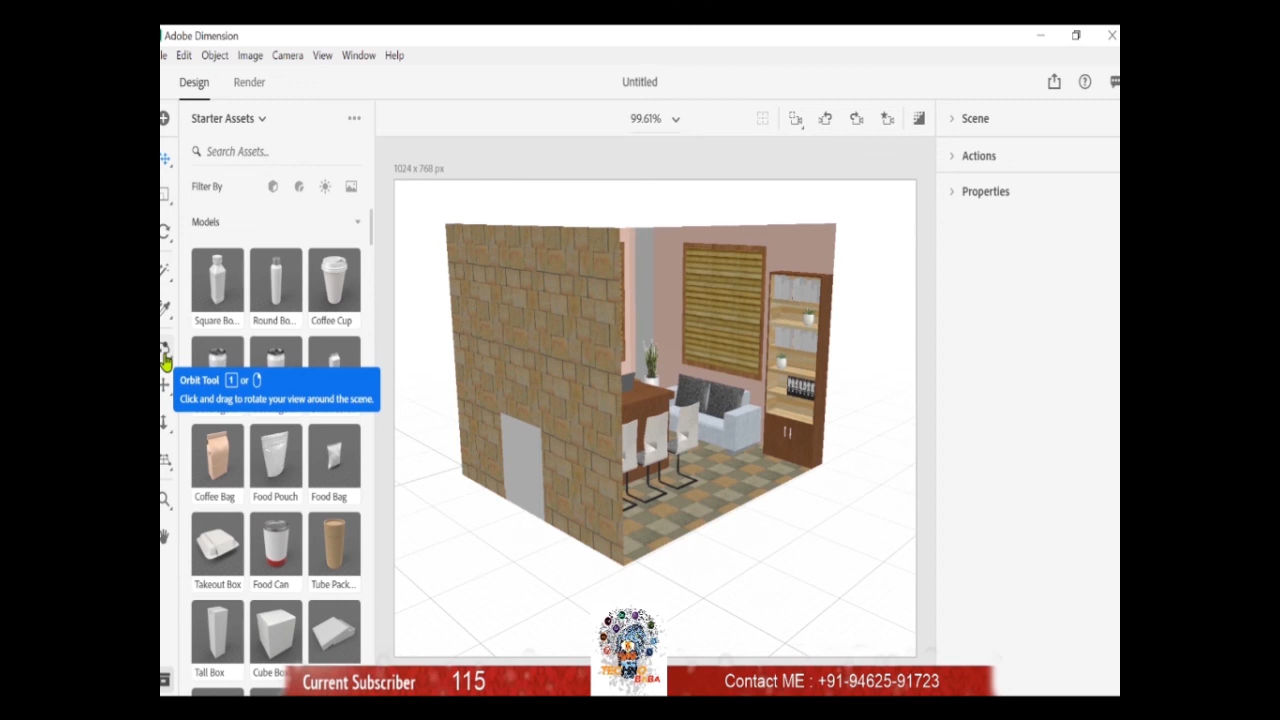 Adobe Dimension
le Edit Object Image Camera View Window Help
Design Render Untitled
Starter Assets
99.61%
Scene
Search Assets...
Actions
1024 x 768 px
Filter By
Properties
Models
Square Bo... Round Bo... Coffee Cup
Orbit Tool 1 or
Click and drag to rotate your view around the scene.
Coffee Bag Food Pouch Food Bag
Takeout Box Food Can Tube Pack...
Tall Box Cube Bo
TECHNO
BABA
Current Subscriber 115
Contact ME : +91-94625-91723